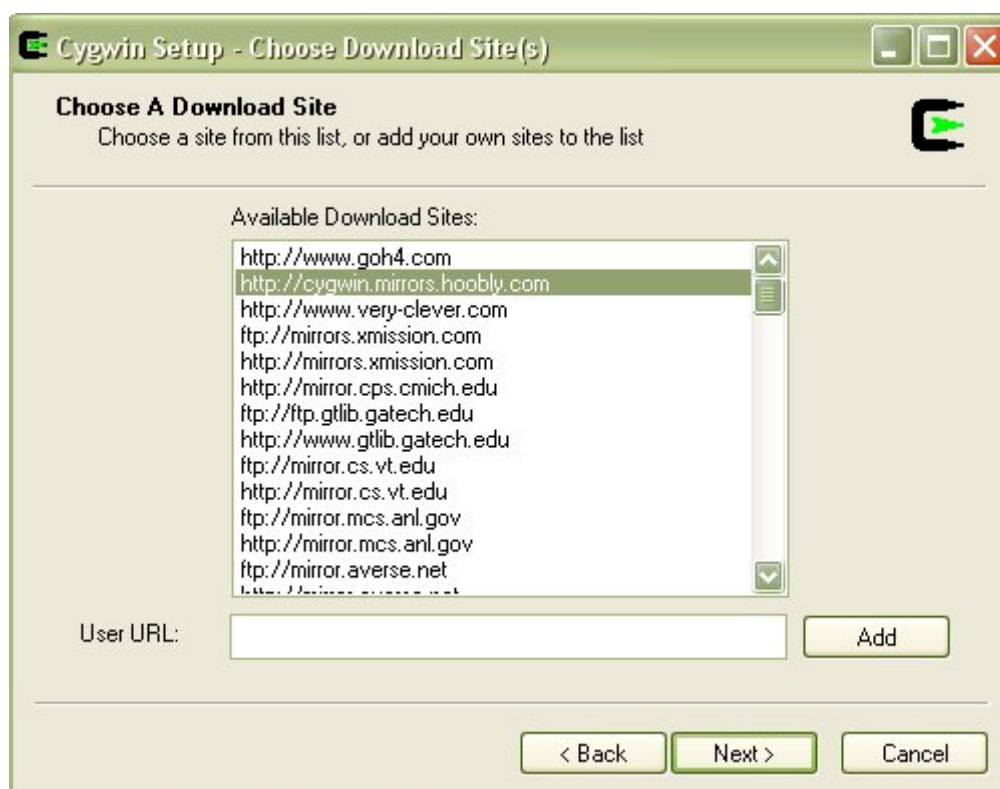 Cygwin Setup - Choose Download Site(s)
Choose A Download Site
Choose a site from this list, or add your own sites to the list
Available Download Sites:
http://www.goh4.com
http://cygwin.mirrors.hoobly.com
http://www.very-clever.com
ftp://mirrors.xmission.com
http://mirrors.xmission.com
http://mirror.cps.cmich.edu
ftp://ftp.gtlib.gatech.edu
http://www.gtlib.gatech.edu
ftp://mirror.cs.vt.edu
http://mirror.cs.vt.edu
ftp://mirror.mcs.anl.gov
http://mirror.mcs.anl.gov
ftp://mirror.averse.net
User URL:
Add
< Back
Next >
Cancel